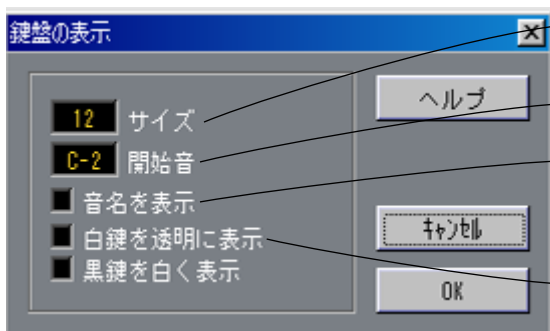 鍵盤の表示
12 サイズ
C-2 開始音
音名を表示
白鍵を透明に表示
黒鍵を白く表示
ヘルプ
キャンセル
OK